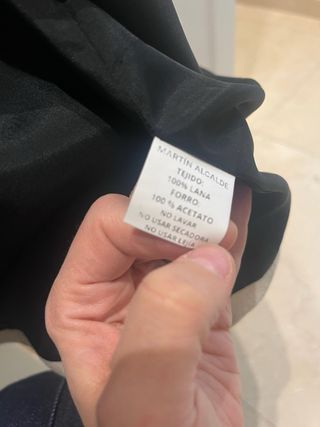 MARTIN ALCALDE
TEJIDO:
100% LANA
FORRO:
100 % ACETATO
NO LAVAR
NO USAR SECADORA
NO USAR LEJIA